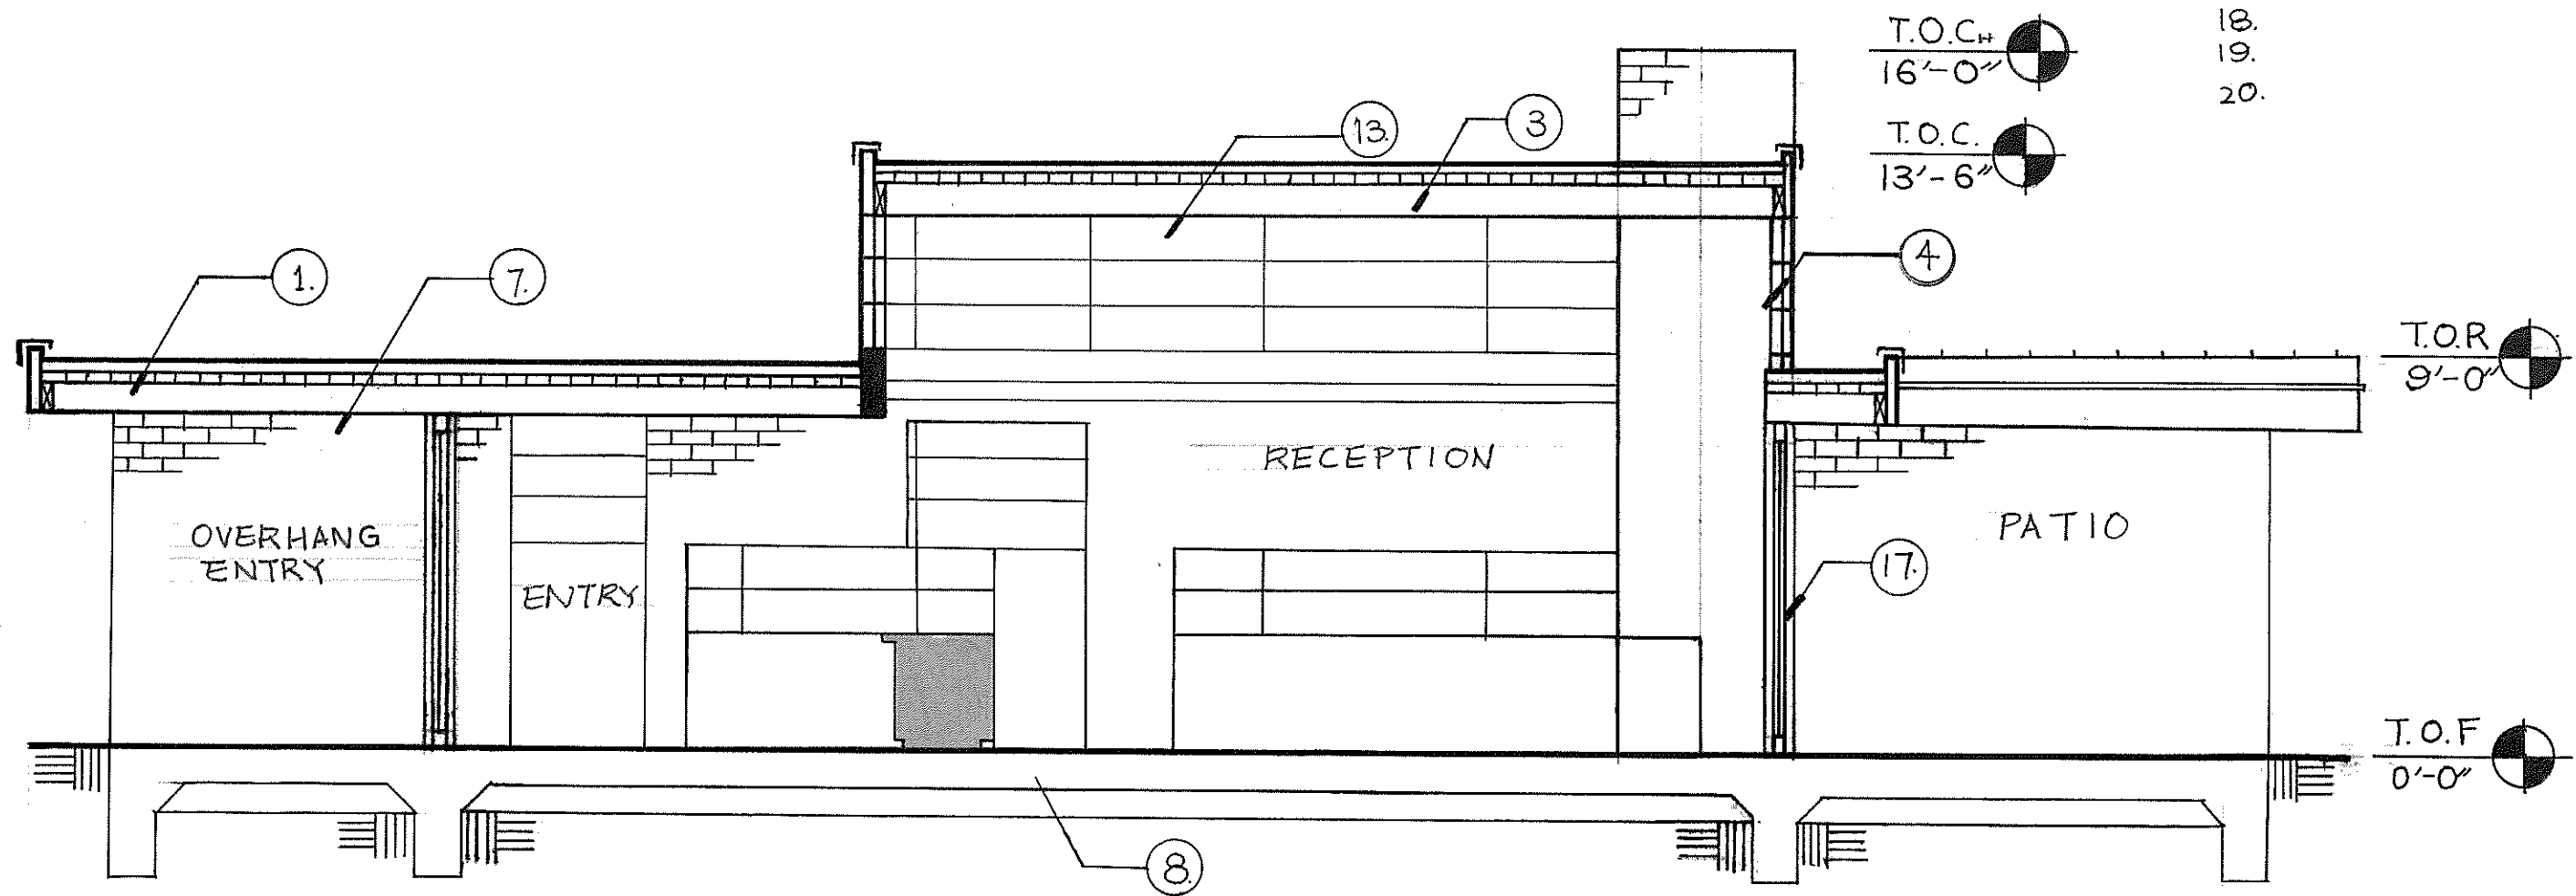 T.O.CH
16'-0"
18.
19.
20.
T.O.C.
13'-6"
13.
3
1.
7.
4
T.O.R
9'-0"
RECEPTION
OVERHANG
ENTRY
ENTRY
PATIO
17.
T.O.F
0'-0"
8.